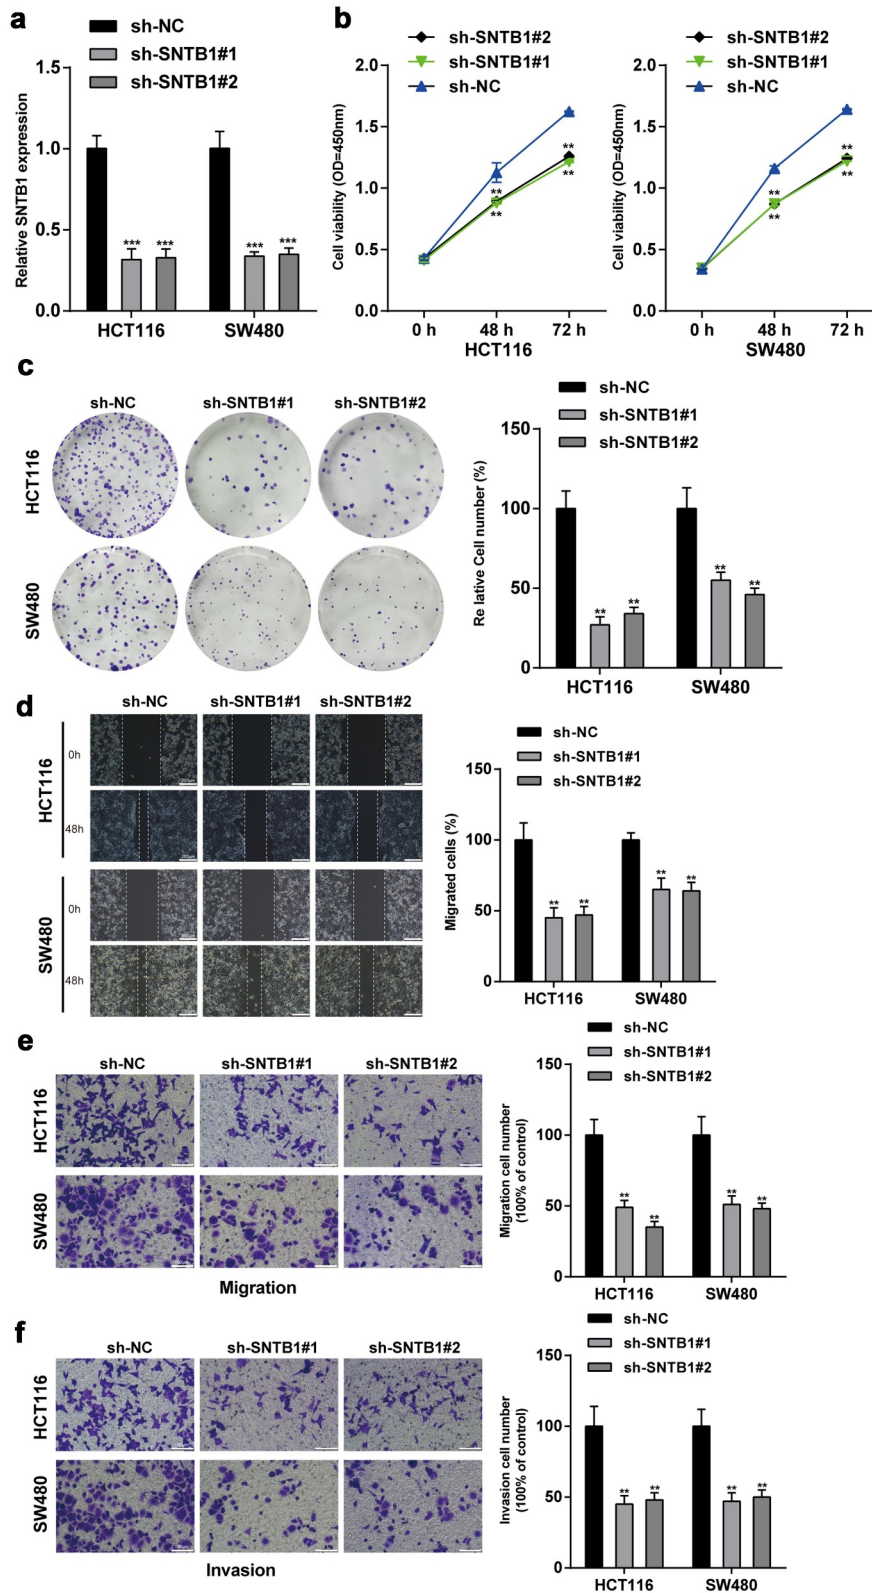 a
sh-NC
sh-SNTB1#1
sh-SNTB1#2
Relative SNTB1 expression
1.5
1.0
0.5
0.0
*** ***
*** ***
HCT116 SW480
b
sh-SNTB1#2
sh-SNTB1#1
sh-NC
Cell viability (OD=450nm)
2.0
1.5
1.0
0.5
0.0
**
**
**
**
0 h 48 h 72 h
HCT116
sh-SNTB1#2
sh-SNTB1#1
sh-NC
Cell viability (OD=450nm)
2.0
1.5
1.0
0.5
0.0
**
**
**
**
0 h 48 h 72 h
SW480
c
sh-NC sh-SNTB1#1 sh-SNTB1#2
HCT116
SW480
sh-NC
sh-SNTB1#1
sh-SNTB1#2
Re lative Cell number (%)
150
100
50
0
** **
** **
HCT116 SW480
d
sh-NC sh-SNTB1#1 sh-SNTB1#2
HCT116
0h
48h
SW480
0h
48h
sh-NC
sh-SNTB1#1
sh-SNTB1#2
Migrated cells (%)
150
100
50
0
** **
** **
HCT116 SW480
e
sh-NC sh-SNTB1#1 sh-SNTB1#2
HCT116
SW480
Migration
sh-NC
sh-SNTB1#1
sh-SNTB1#2
Migration cell number
(100% of control)
150
100
50
0
** **
** **
HCT116 SW480
f
sh-NC sh-SNTB1#1 sh-SNTB1#2
HCT116
SW480
Invasion
sh-NC
sh-SNTB1#1
sh-SNTB1#2
Invasion cell number
(100% of control)
150
100
50
0
** **
** **
HCT116 SW480